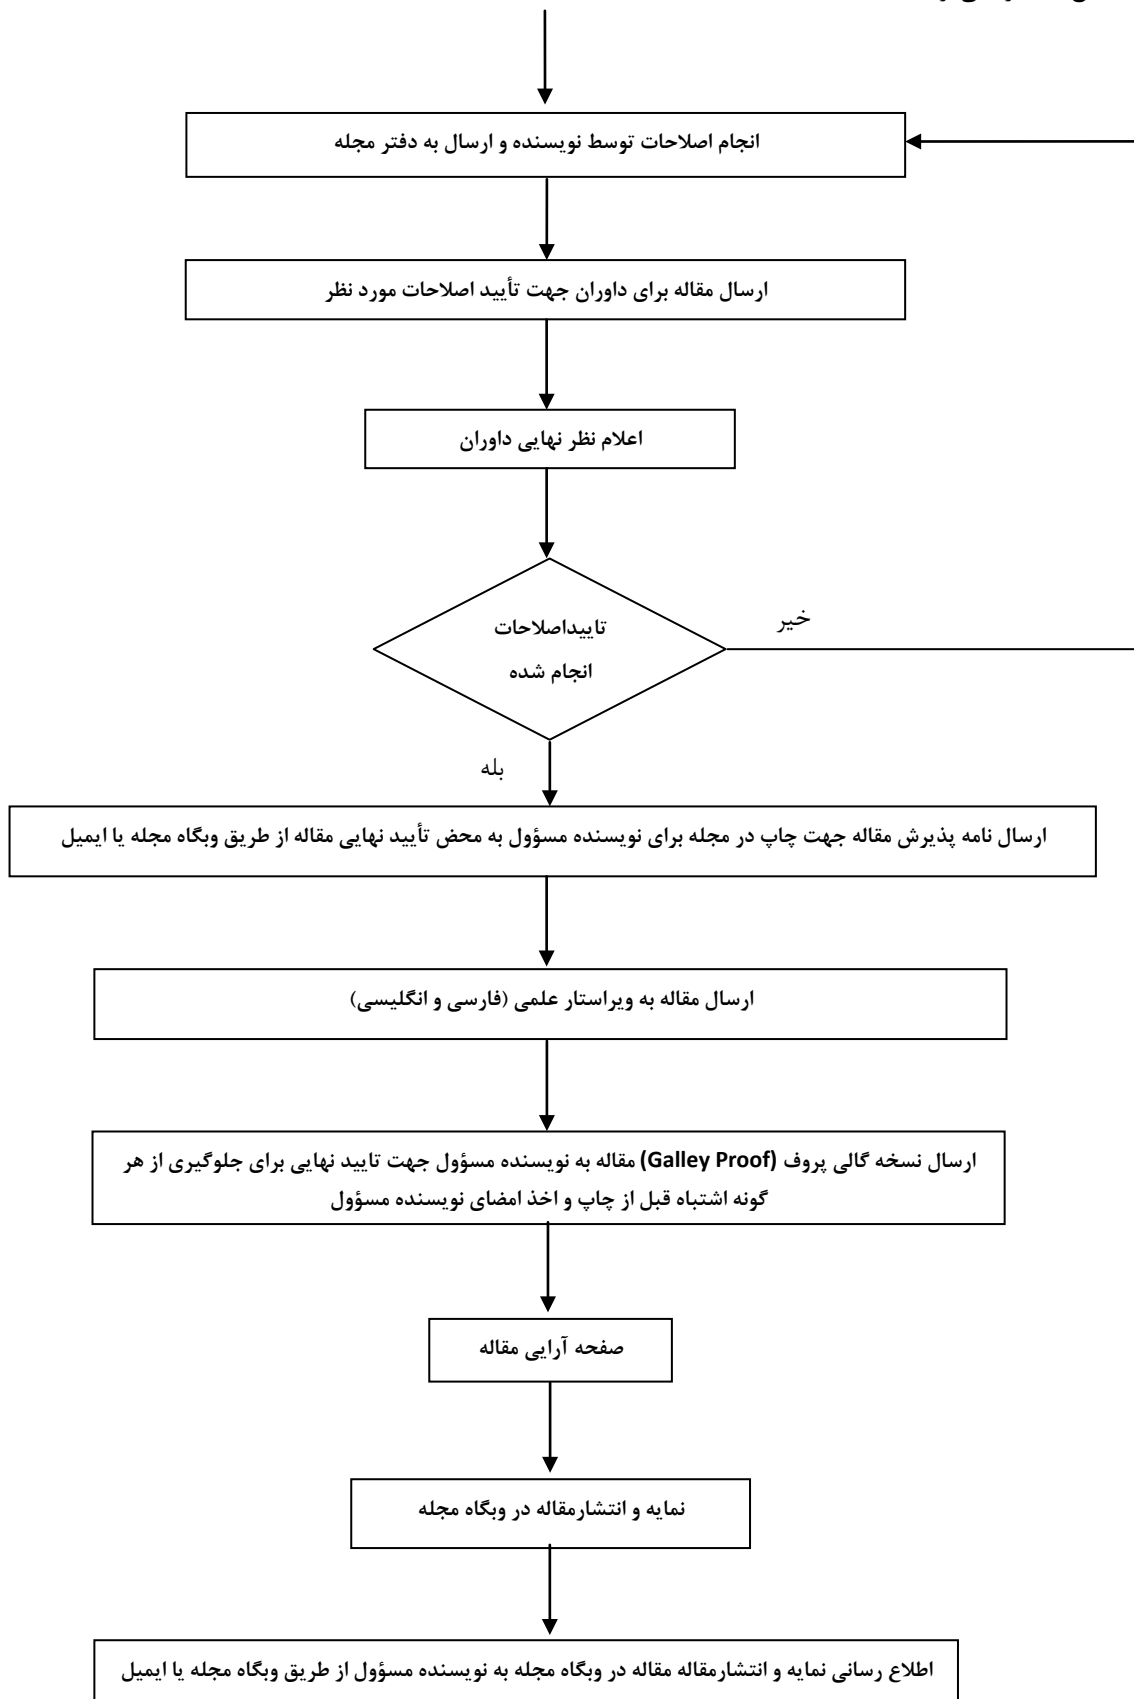 انجام اصلاحات توسط نویسنده و ارسال به دفتر مجله
ارسال مقاله برای داوران جهت تأیید اصلاحات مورد نظر
اعلام نظر نهایی داوران
تاییداصلاحات
انجام شده
خیر
بله
ارسال نامه پذیرش مقاله جهت چاپ در مجله برای نویسنده مسؤول به محض تأیید نهایی مقاله از طریق وبگاه مجله یا ایمیل
ارسال مقاله به ویراستار علمی (فارسی و انگلیسی)
ارسال نسخه گالی پروف (Galley Proof) مقاله به نویسنده مسؤول جهت تایید نهایی برای جلوگیری از هر
گونه اشتباه قبل از چاپ و اخذ امضای نویسنده مسؤول
صفحه آرایی مقاله
نمایه و انتشارمقاله در وبگاه مجله
اطلاع رسانی نمایه و انتشارمقاله مقاله در وبگاه مجله به نویسنده مسؤول از طریق وبگاه مجله یا ایمیل